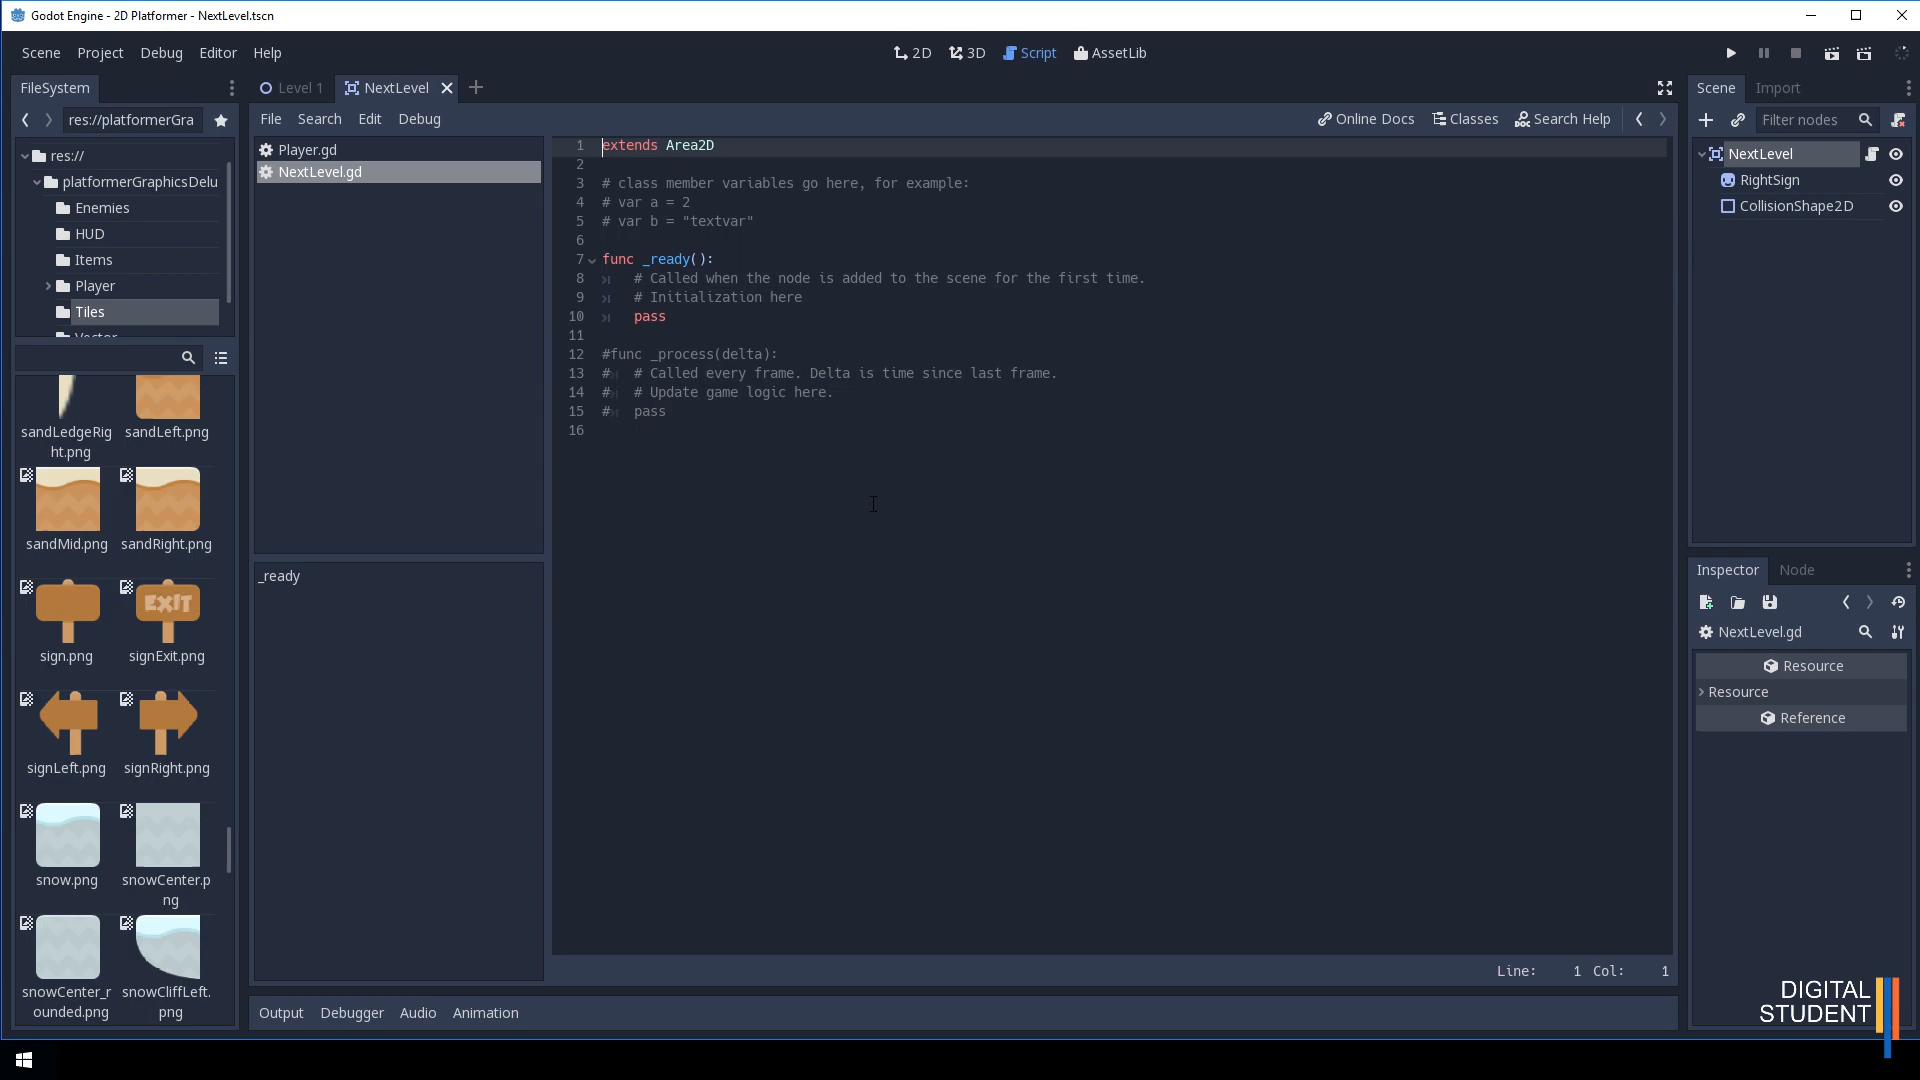 Godot Engine - 2D Platformer - NextLevel.tscn
Scene Project Debug Editor Help
2D 3D Script AssetLib
FileSystem
res://platformerGra
res://
platformerGraphicsDelu
Enemies
HUD
Items
Player
Tiles
Vector
sandLedgeRig
ht.png
sandLeft.png
sandMid.png
sandRight.png
EXIT
sign.png
signExit.png
signLeft.png
signRight.png
snow.png
snowCenter.p
ng
snowCenter_r
ounded.png
snowCliffLeft.
png
Level 1
NextLevel
File Search Edit Debug
Online Docs Classes Search Help
Player.gd
NextLevel.gd
_ready
1 extends Area2D
2
3 # class member variables go here, for example:
4 # var a = 2
5 # var b = "textvar"
6
7 func _ready():
8 # Called when the node is added to the scene for the first time.
9 # Initialization here
10 pass
11
12 #func _process(delta):
13 # # Called every frame. Delta is time since last frame.
14 # # Update game logic here.
15 # pass
16
Line: 1 Col: 1
Output Debugger Audio Animation
Scene Import
Filter nodes
NextLevel
RightSign
CollisionShape2D
Inspector Node
NextLevel.gd
Resource
Resource
Reference
DIGITAL
STUDENT